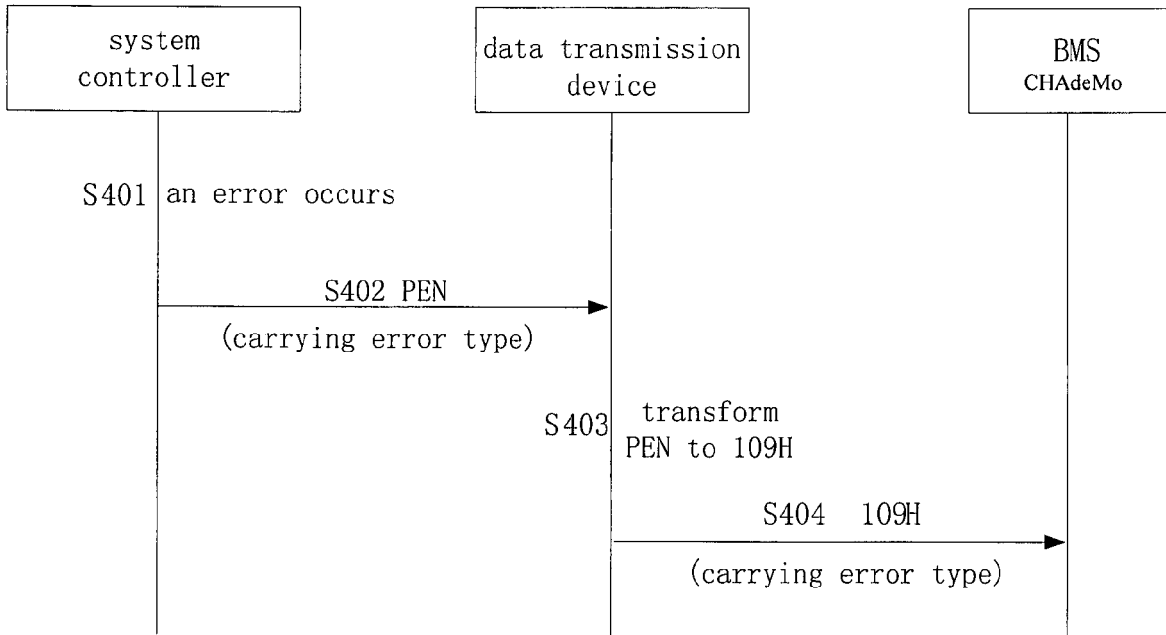 system
controller
data transmission
device
BMS
CHAdeMo
S401 an error occurs
S402 PEN
(carrying error type)
S403 transform
PEN to 109H
S404 109H
(carrying error type)